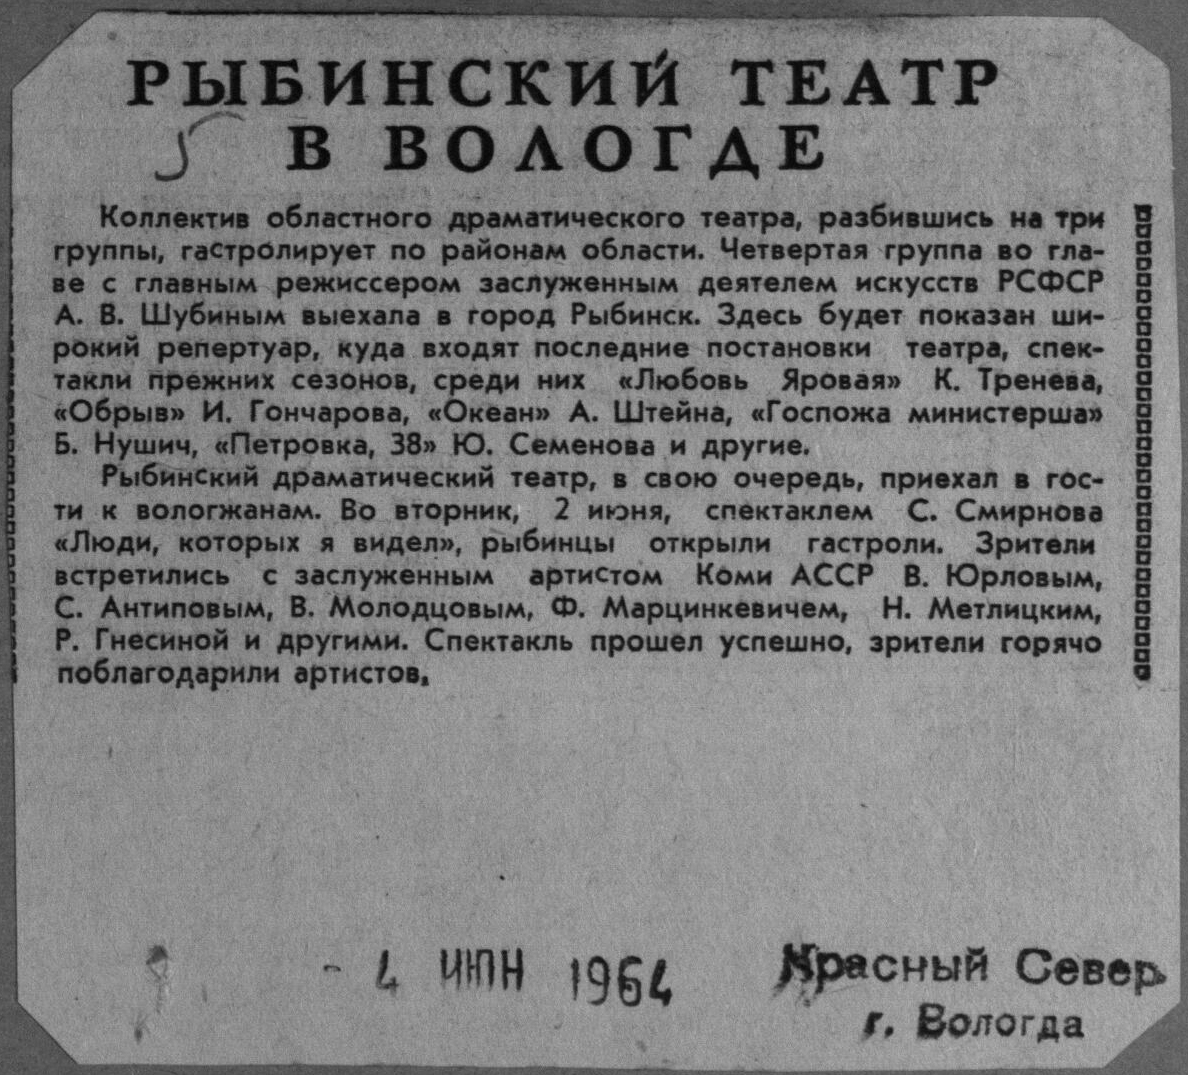 РЫБИНСКИЙ ТЕАТР
В ВОЛОГДЕ
Коллектив областного драматического театра, разбившись на три
группы, гастролирует по районам области. Четвертая группа во гла-
ве с главным режиссером заслуженным деятелем искусств РСФСР
А. В. Шубиным выехала в город Рыбинск. Здесь будет показан ши-
рокий репертуар, куда входят последние постановки театра, спек-
такли прежних сезонов, среди них «Любовь Яровая» К. Тренева,
«Обрыв» И. Гончарова, «Океан» А. Штейна, «Госпожа министерша»
Б. Нушич, «Петровка, 38» Ю. Семенова и другие.
Рыбинский драматический театр, в свою очередь, приехал в гос-
ти к вологжанам. Во вторник, 2 июня, спектаклем С. Смирнова
«Люди, которых я видел», рыбинцы открыли гастроли. Зрители
встретились с заслуженным артистом Коми АССР В. Юрловым,
С. Антиповым, В. Молодцовым, Ф. Марцинкевичем, Н. Метлицким,
Р. Гнесиной и другими. Спектакль прошел успешно, зрители горячо
поблагодарили артистов.
- 4 ИЮН 1964
Красный Север
г. Вологда